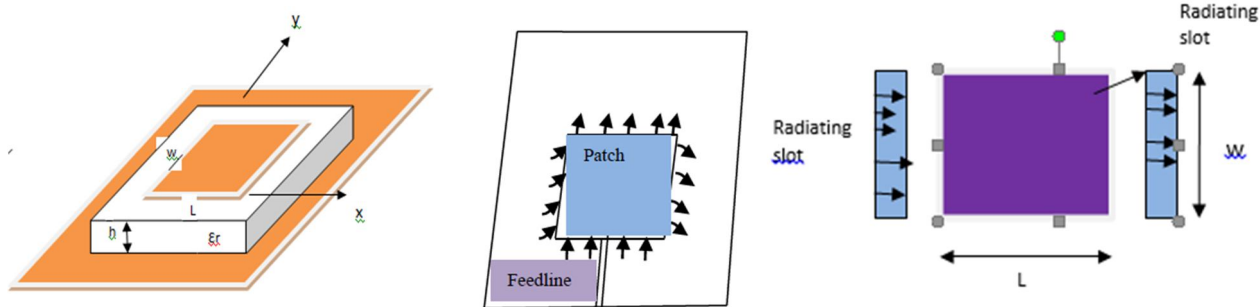 y
w
L
x
h
εr
Patch
Feedline
Radiating
slot
Radiating
slot
W
L